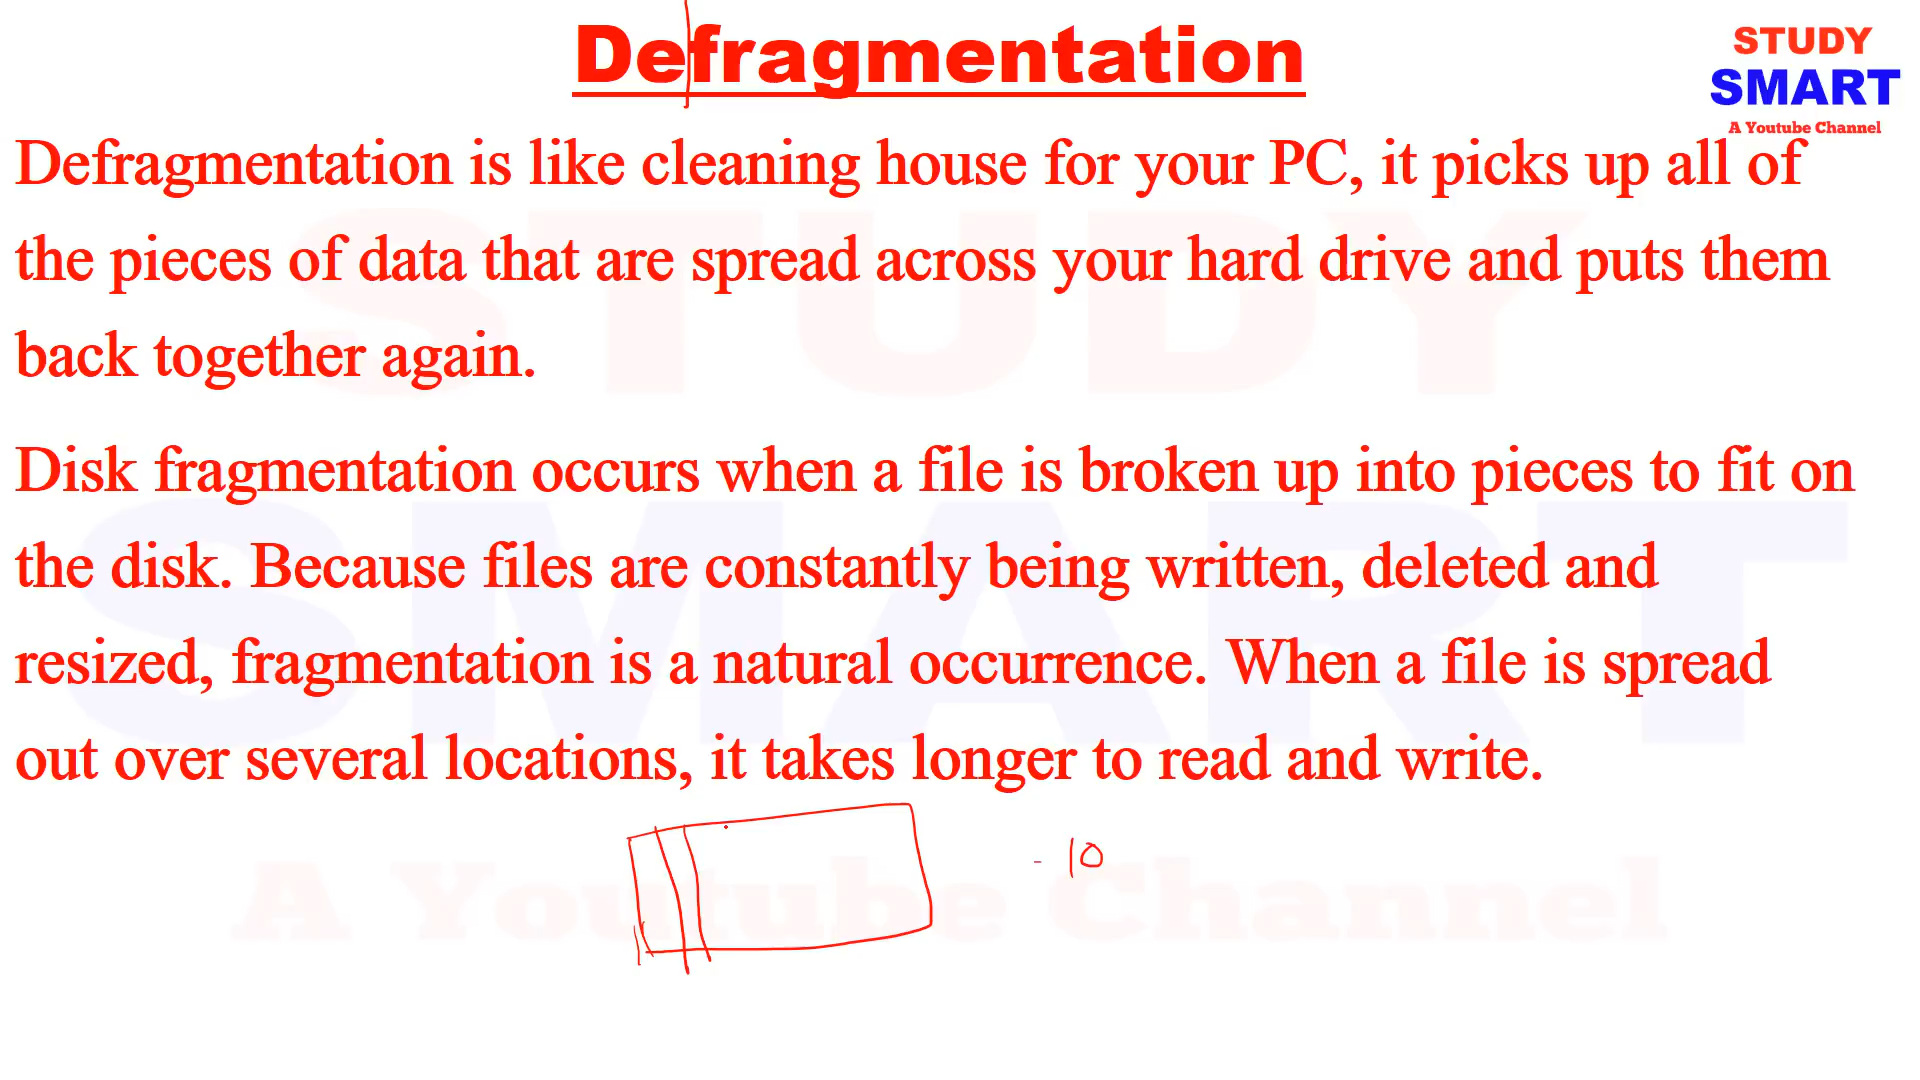 Defragmentation
STUDY
SMART
A Youtube Channel
Defragmentation is like cleaning house for your PC, it picks up all of
the pieces of data that are spread across your hard drive and puts them
back together again.
Disk fragmentation occurs when a file is broken up into pieces to fit on
the disk. Because files are constantly being written, deleted and
resized, fragmentation is a natural occurrence. When a file is spread
out over several locations, it takes longer to read and write.
- 10
STUDY
SMART
A Youtube Channel